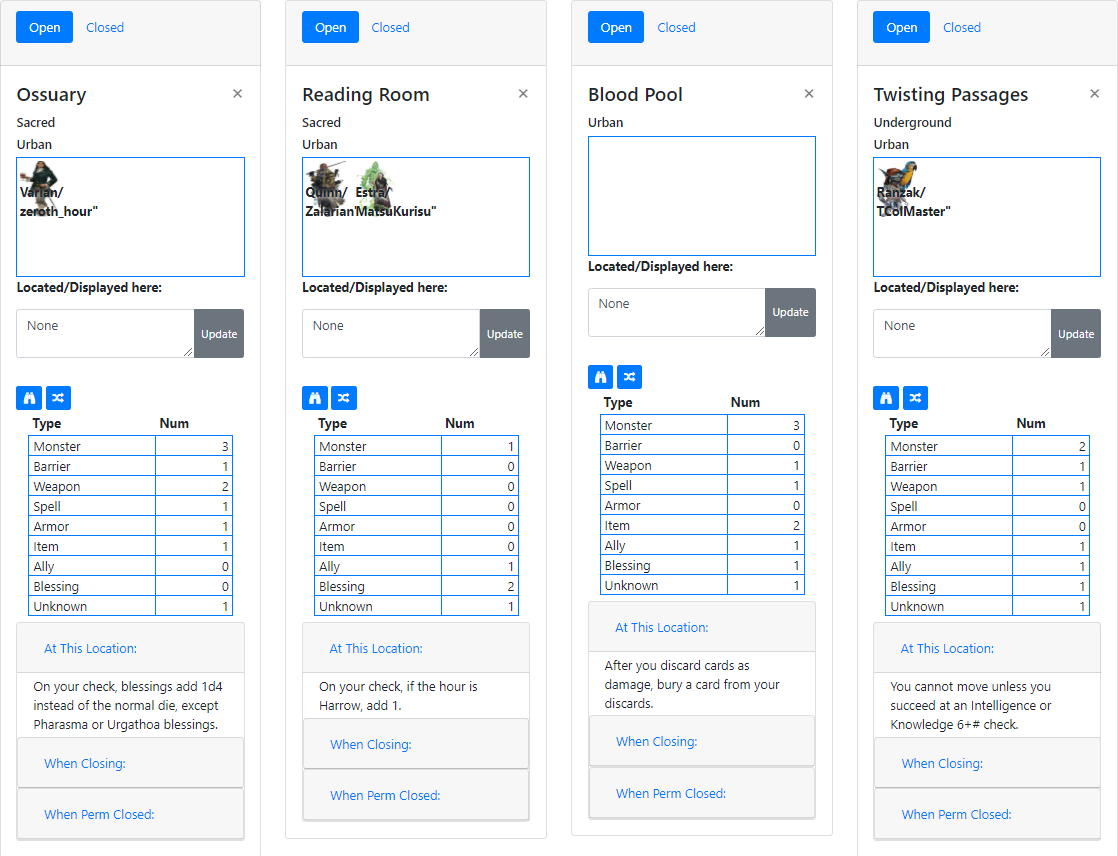 Open Closed
Ossuary ×
Sacred
Urban
Varian/
zeroth_hour"
Located/Displayed here:
None
Update
Type Num
Monster 3
Barrier 1
Weapon 2
Spell 1
Armor 1
Item 1
Ally 0
Blessing 0
Unknown 1
At This Location:
On your check, blessings add 1d4
instead of the normal die, except
Pharasma or Urgathoa blessings.
When Closing:
When Perm Closed:
Open Closed
Reading Room ×
Sacred
Urban
Quinn/ Estra/
Zalarian" MatsuKurisu"
Located/Displayed here:
None
Update
Type Num
Monster 1
Barrier 0
Weapon 0
Spell 0
Armor 0
Item 0
Ally 1
Blessing 2
Unknown 1
At This Location:
On your check, if the hour is
Harrow, add 1.
When Closing:
When Perm Closed:
Open Closed
Blood Pool ×
Urban
Located/Displayed here:
None
Update
Type Num
Monster 3
Barrier 0
Weapon 1
Spell 1
Armor 0
Item 2
Ally 1
Blessing 1
Unknown 1
At This Location:
After you discard cards as
damage, bury a card from your
discards.
When Closing:
When Perm Closed:
Open Closed
Twisting Passages ×
Underground
Urban
Ranzak/
TColMaster"
Located/Displayed here:
None
Update
Type Num
Monster 2
Barrier 1
Weapon 1
Spell 0
Armor 0
Item 1
Ally 1
Blessing 1
Unknown 1
At This Location:
You cannot move unless you
succeed at an Intelligence or
Knowledge 6+# check.
When Closing:
When Perm Closed: